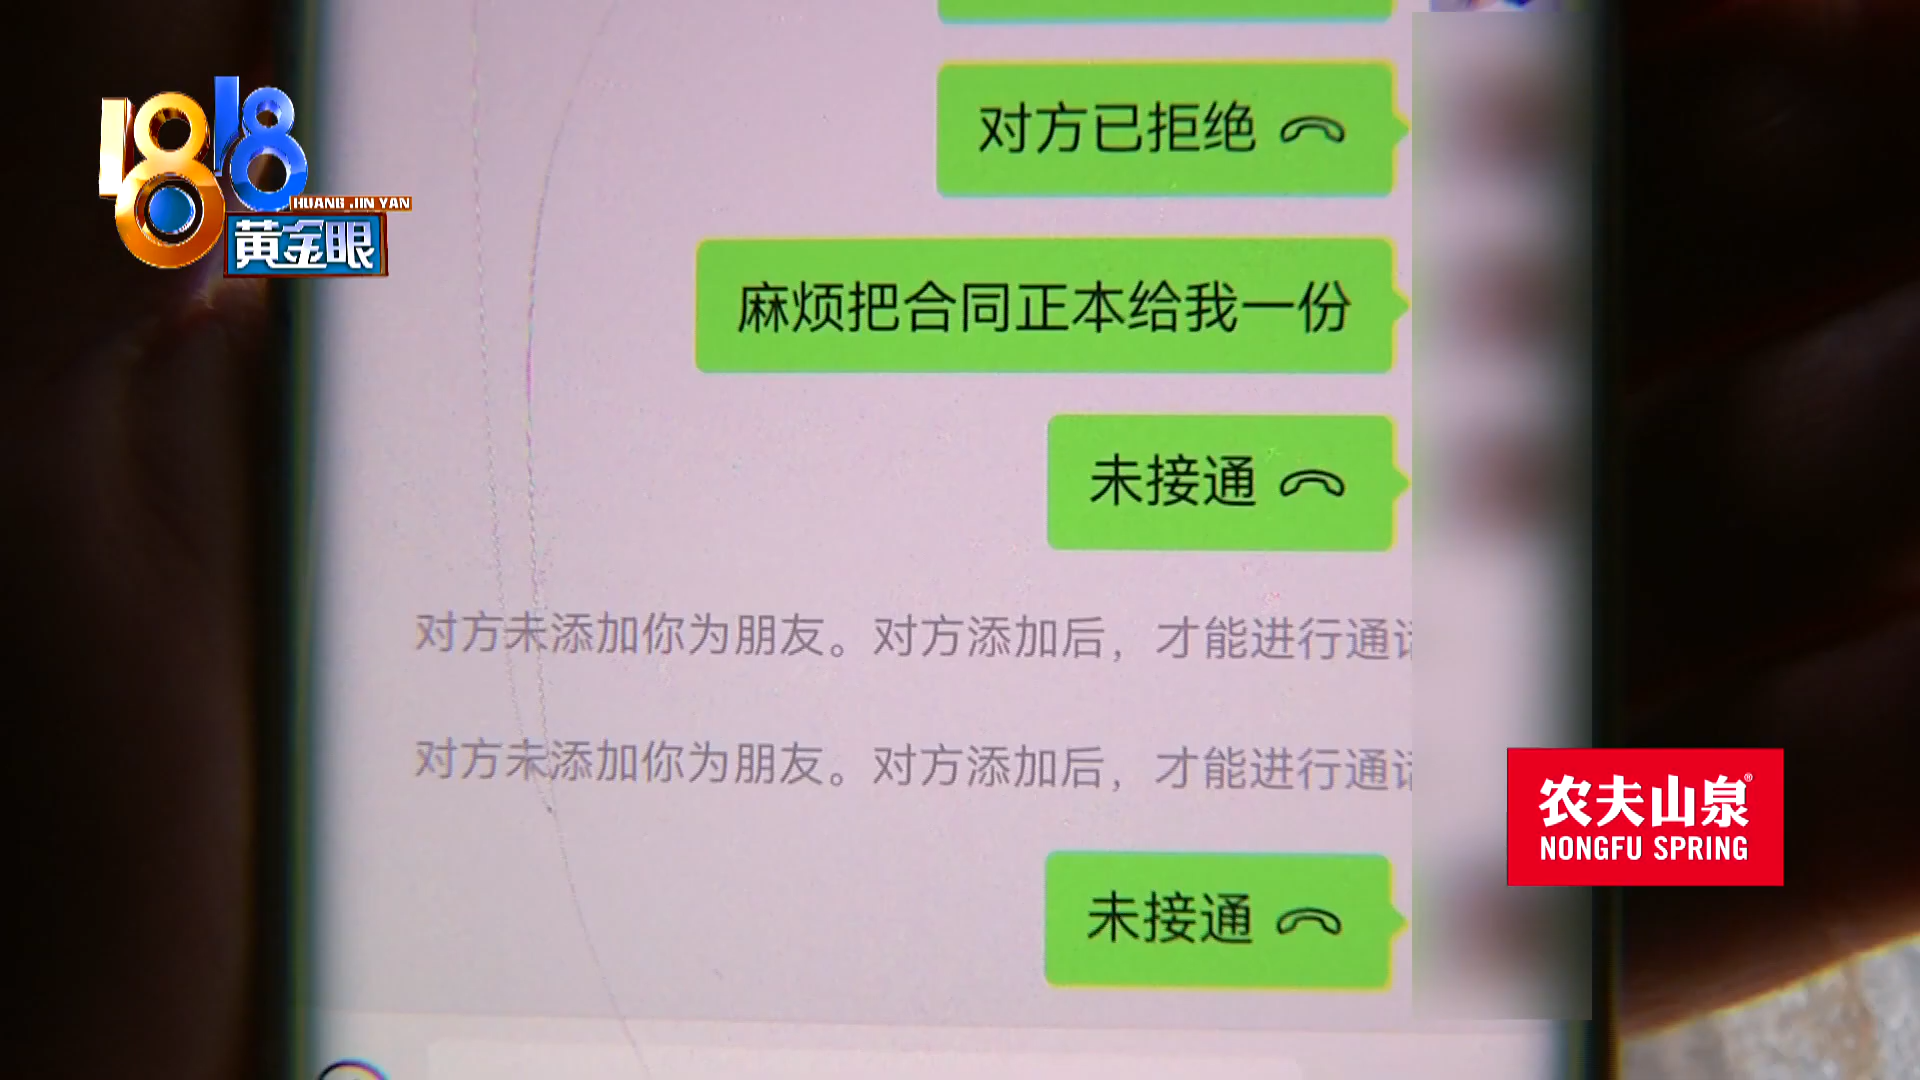 1818
HUANG JIN YAN
黄金眼
对方已拒绝
麻烦把合同正本给我一份
未接通
对方未添加你为朋友。对方添加后，才能进行通
对方未添加你为朋友。对方添加后，才能进行通
农夫山泉®
NONGFU SPRING
未接通